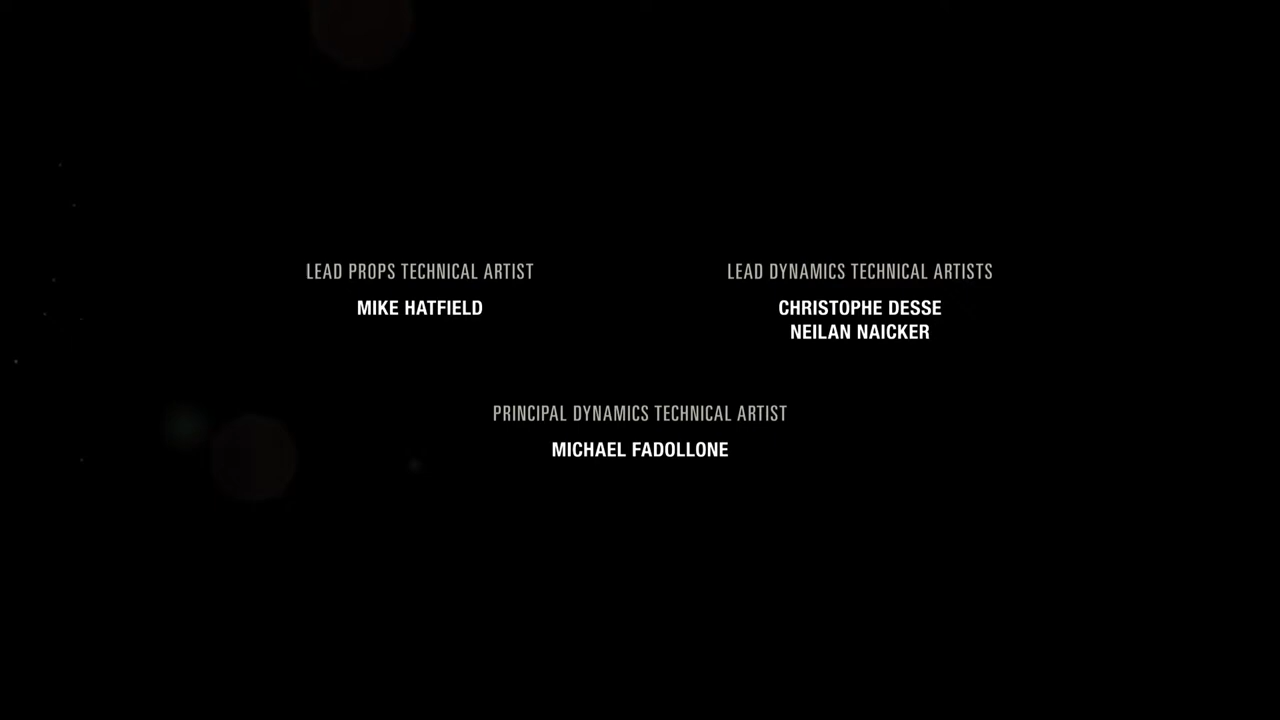 LEAD PROPS TECHNICAL ARTIST
MIKE HATFIELD
LEAD DYNAMICS TECHNICAL ARTISTS
CHRISTOPHE DESSE
NEILAN NAICKER
PRINCIPAL DYNAMICS TECHNICAL ARTIST
MICHAEL FADOLLONE